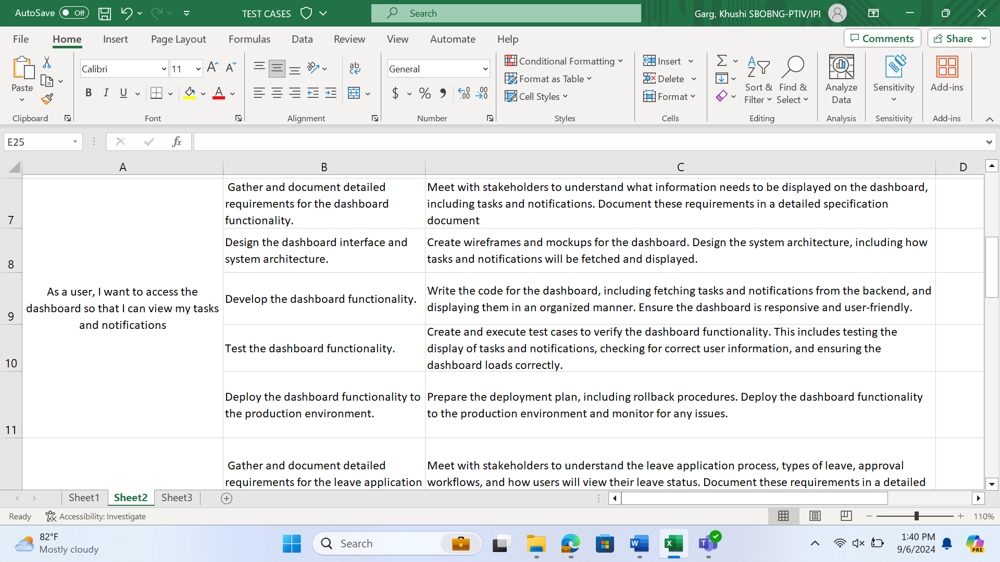 AutoSave Off TEST CASES Search Garg, Khushi SBOBNG-PTIV/IPI
File Home Insert Page Layout Formulas Data Review View Automate Help Comments Share
Paste
Calibri 11
ab
General
Conditional Formatting
Format as Table
Cell Styles
Insert
Delete
Format
Sort & Filter
Find & Select
Analyze Data
Sensitivity
Add-ins
Clipboard Font Alignment Number Styles Cells Editing Analysis Sensitivity Add-ins
E25 fx
A B C D
7
As a user, I want to access the
dashboard so that I can view my tasks
and notifications
Gather and document detailed
requirements for the dashboard
functionality.
Meet with stakeholders to understand what information needs to be displayed on the dashboard,
including tasks and notifications. Document these requirements in a detailed specification
document
8
Design the dashboard interface and
system architecture.
Create wireframes and mockups for the dashboard. Design the system architecture, including how
tasks and notifications will be fetched and displayed.
9
Develop the dashboard functionality.
Write the code for the dashboard, including fetching tasks and notifications from the backend, and
displaying them in an organized manner. Ensure the dashboard is responsive and user-friendly.
10
Test the dashboard functionality.
Create and execute test cases to verify the dashboard functionality. This includes testing the
display of tasks and notifications, checking for correct user information, and ensuring the
dashboard loads correctly.
11
Deploy the dashboard functionality to
the production environment.
Prepare the deployment plan, including rollback procedures. Deploy the dashboard functionality
to the production environment and monitor for any issues.
Gather and document detailed
requirements for the leave application
Meet with stakeholders to understand the leave application process, types of leave, approval
workflows, and how users will view their leave status. Document these requirements in a detailed
Sheet1 Sheet2 Sheet3
Ready Accessibility: Investigate 110%
82°F
Mostly cloudy
Search
1:40 PM
9/6/2024
PRE